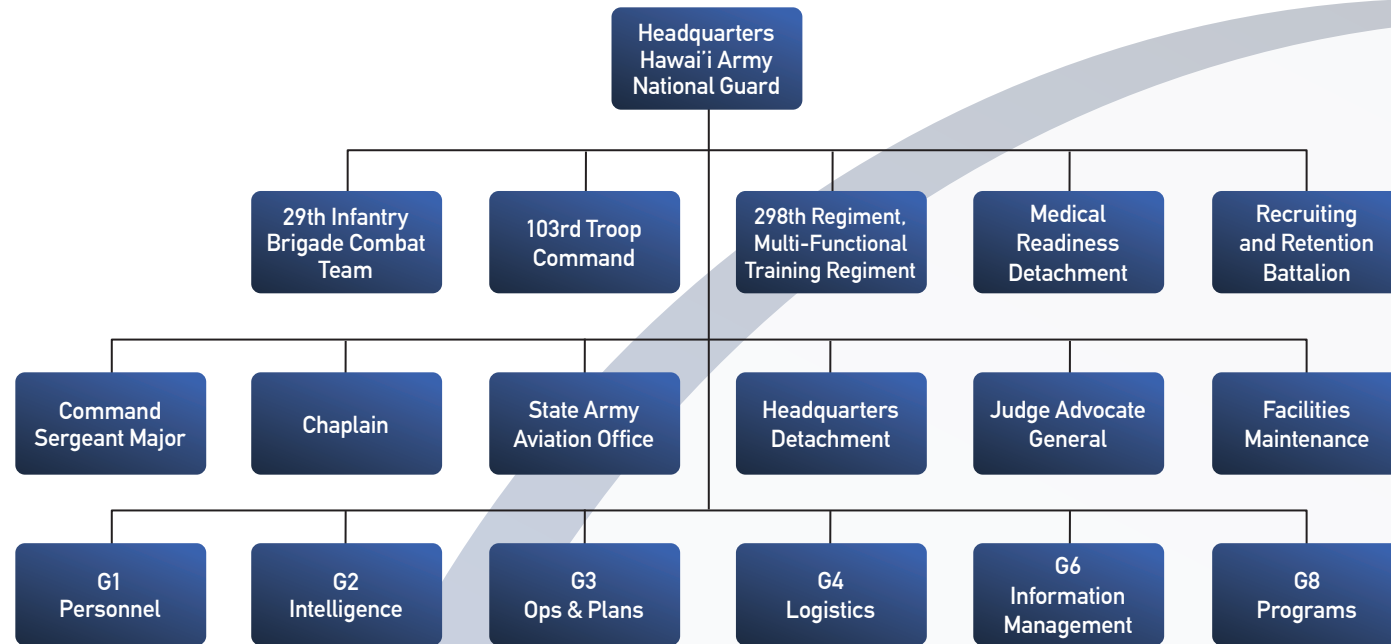 Headquarters
Hawai’i Army
National Guard
29th Infantry
Brigade Combat
Team
103rd Troop
Command
298th Regiment,
Multi-Functional
Training Regiment
Medical
Readiness
Detachment
Recruiting
and Retention
Battalion
Command
Sergeant Major
Chaplain
State Army
Aviation Office
Headquarters
Detachment
Judge Advocate
General
Facilities
Maintenance
G1
Personnel
G2
Intelligence
G3
Ops & Plans
G4
Logistics
G6
Information
Management
G8
Programs